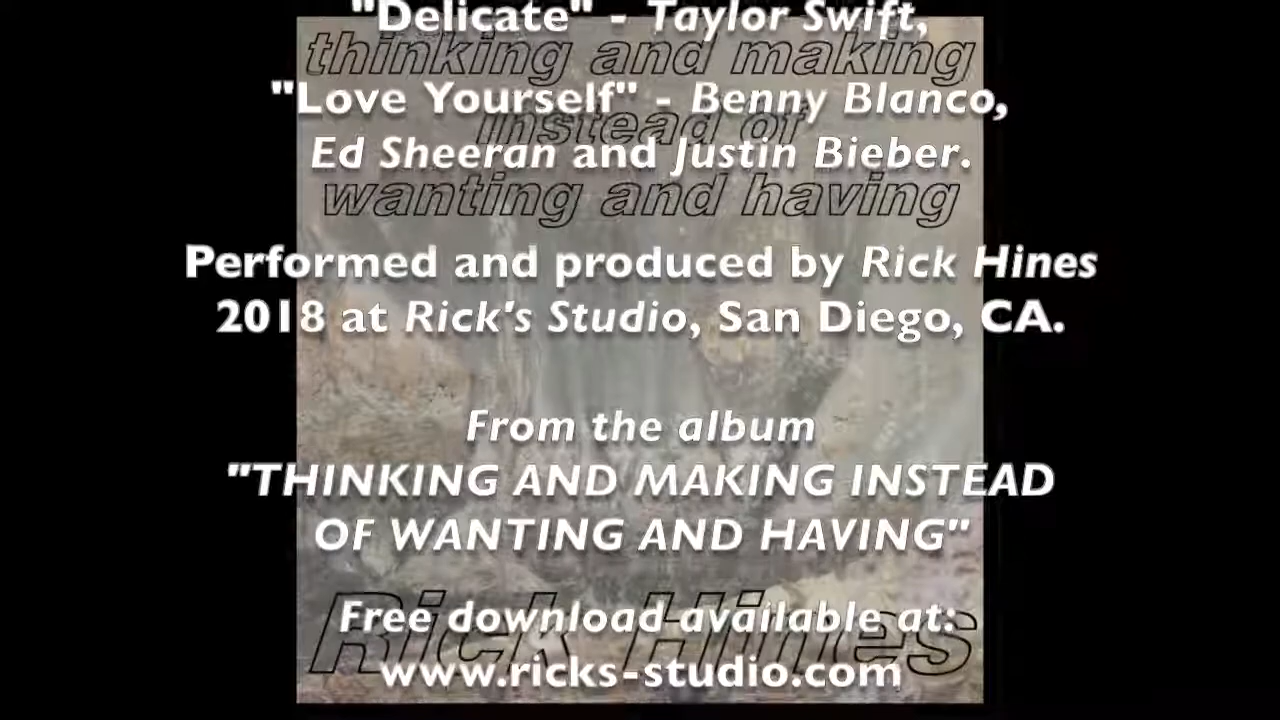 "Delicate" - Taylor Swift,
thinking and making
"Love Yourself" - Benny Blanco,
instead of
Ed Sheeran and Justin Bieber.
wanting and having
Performed and produced by Rick Hines
2018 at Rick's Studio, San Diego, CA.
From the album
"THINKING AND MAKING INSTEAD
OF WANTING AND HAVING"
Free download available at:
Rick Hines
www.ricks-studio.com